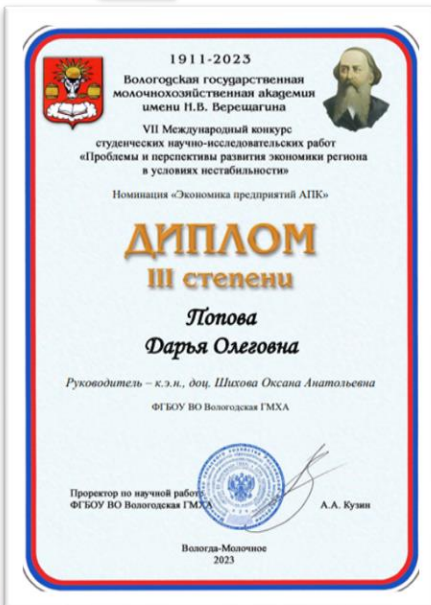 1911-2023
Вологодская государственная
молочнохозяйственная академия
имени Н.В. Верещагина
VII Международный конкурс
студенческих научно-исследовательских работ
«Проблемы и перспективы развития экономики региона
в условиях нестабильности»
Номинация «Экономика предприятий АПК»
ДИПЛОМ
III степени
Попова
Дарья Олеговна
Руководитель – к.э.н., доц. Шихова Оксана Анатольевна
ФГБОУ ВО Вологодская ГМХА
Проректор по научной работе
ФГБОУ ВО Вологодская ГМХА
А.А. Кузин
Вологда-Молочное
2023